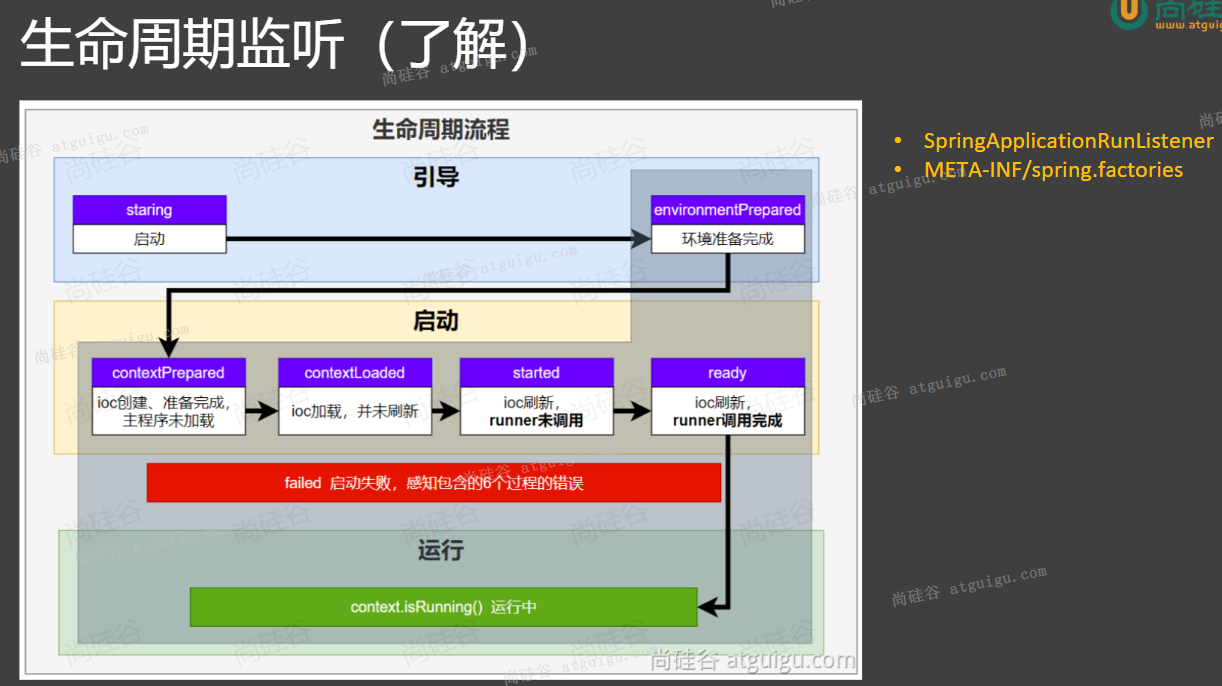 生命周期监听（了解）
尚硅谷
www.atgui
• SpringApplicationRunListener
• META-INF/spring.factories
生命周期流程
引导
staring
启动
environmentPrepared
环境准备完成
启动
contextPrepared
ioc创建、准备完成，
主程序未加载
contextLoaded
ioc加载，并未刷新
started
ioc刷新，
runner未调用
ready
ioc刷新，
runner调用完成
failed 启动失败，感知包含的6个过程的错误
运行
context.isRunning() 运行中
尚硅谷 atguigu.com